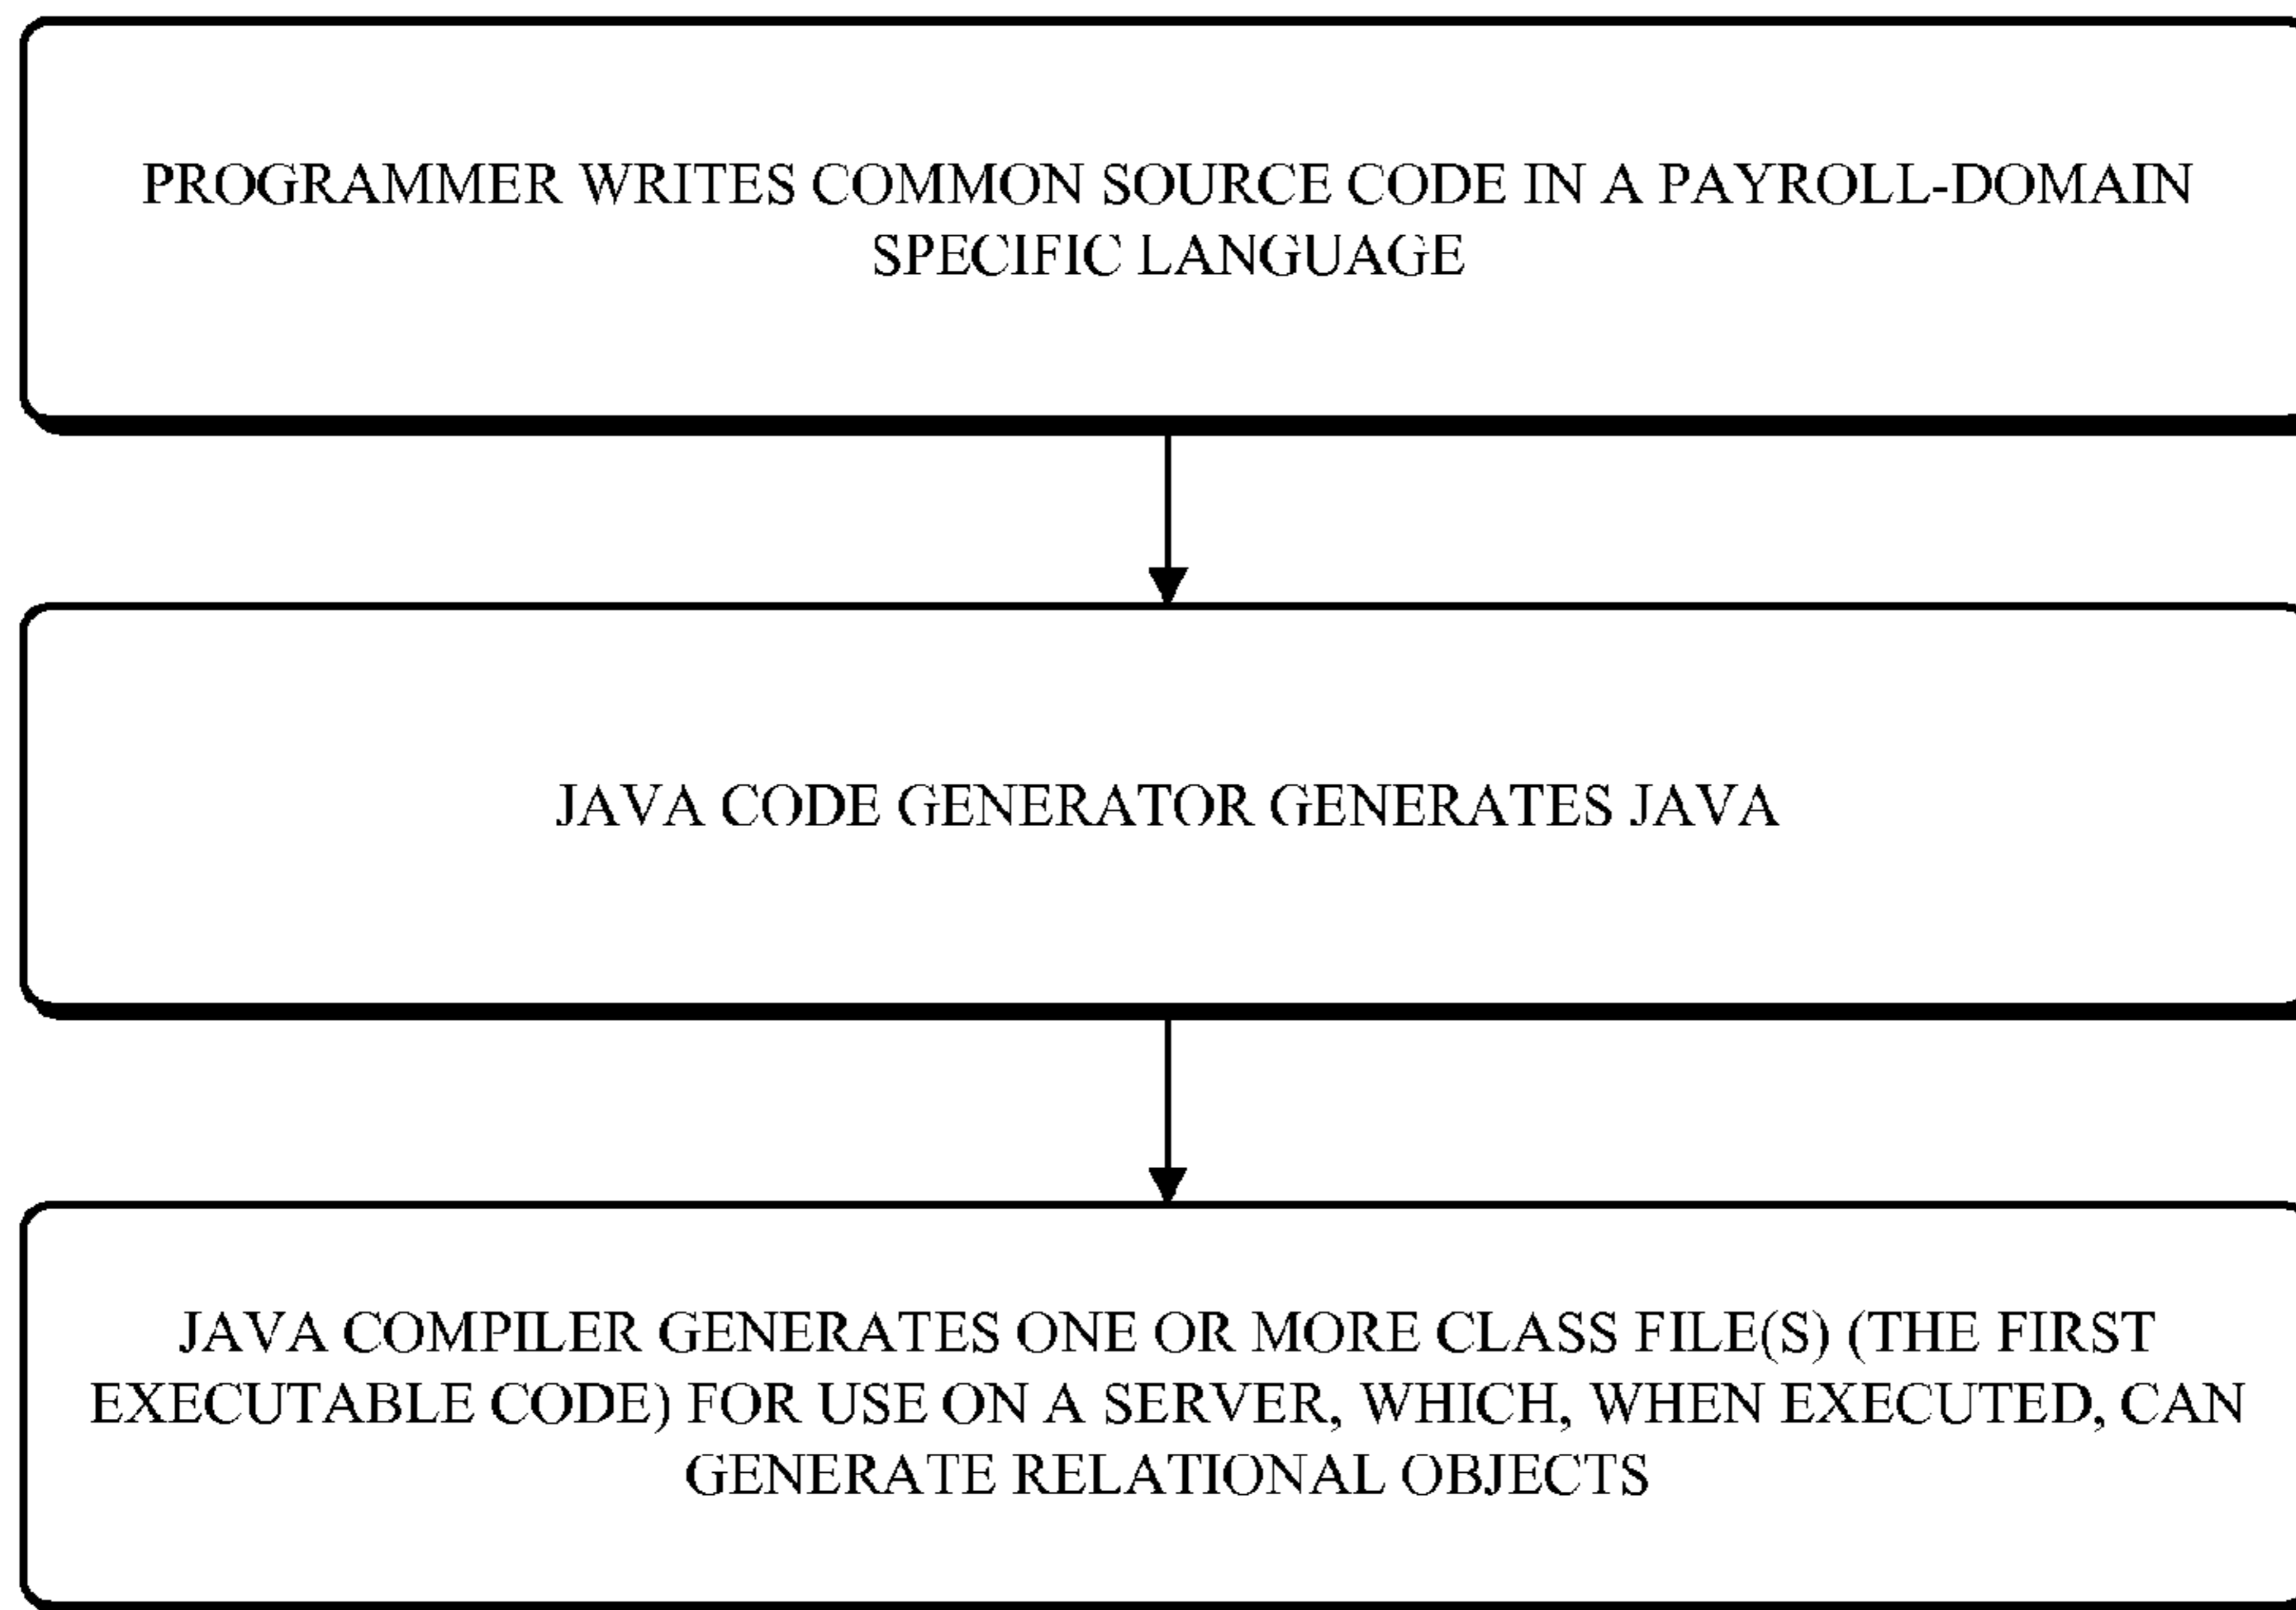 PROGRAMMER WRITES COMMON SOURCE CODE IN A PAYROLL-DOMAIN
SPECIFIC LANGUAGE
JAVA CODE GENERATOR GENERATES JAVA
JAVA COMPILER GENERATES ONE OR MORE CLASS FILE(S) (THE FIRST
EXECUTABLE CODE) FOR USE ON A SERVER, WHICH, WHEN EXECUTED, CAN
GENERATE RELATIONAL OBJECTS